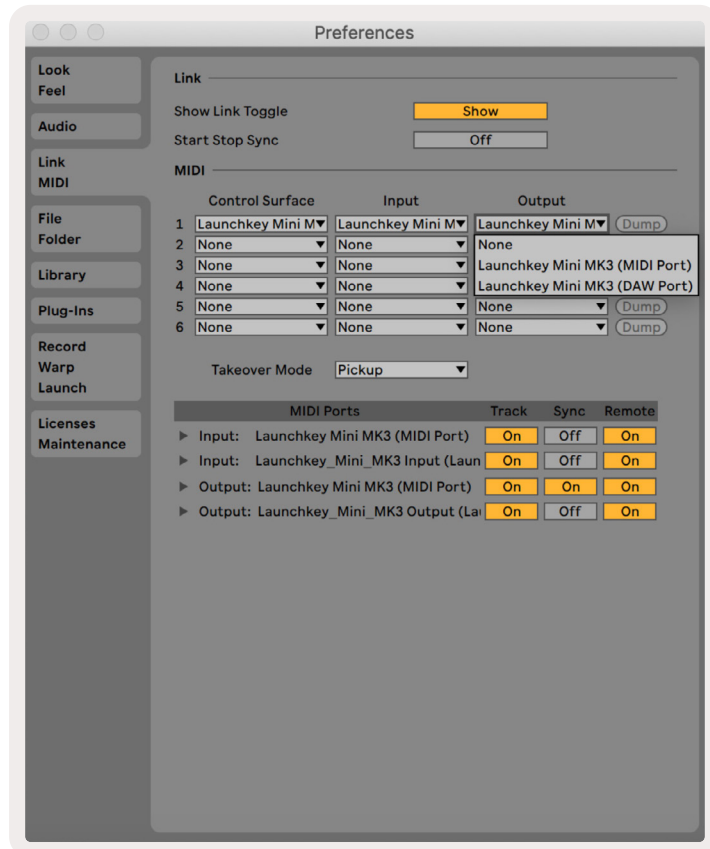 Preferences
Look
Feel
Audio
Link
MIDI
File
Folder
Library
Plug-Ins
Record
Warp
Launch
Licenses
Maintenance
Link
Show Link Toggle Show
Start Stop Sync Off
MIDI
Control Surface Input Output
1 Launchkey Mini M Launchkey Mini M Launchkey Mini M Dump
2 None None None
3 None None Launchkey Mini MK3 (MIDI Port)
4 None None Launchkey Mini MK3 (DAW Port)
5 None None None Dump
6 None None None Dump
Takeover Mode Pickup
MIDI Ports Track Sync Remote
Input: Launchkey Mini MK3 (MIDI Port) On Off On
Input: Launchkey_Mini_MK3 Input (Laun On Off On
Output: Launchkey Mini MK3 (MIDI Port) On On On
Output: Launchkey_Mini_MK3 Output (La On Off On